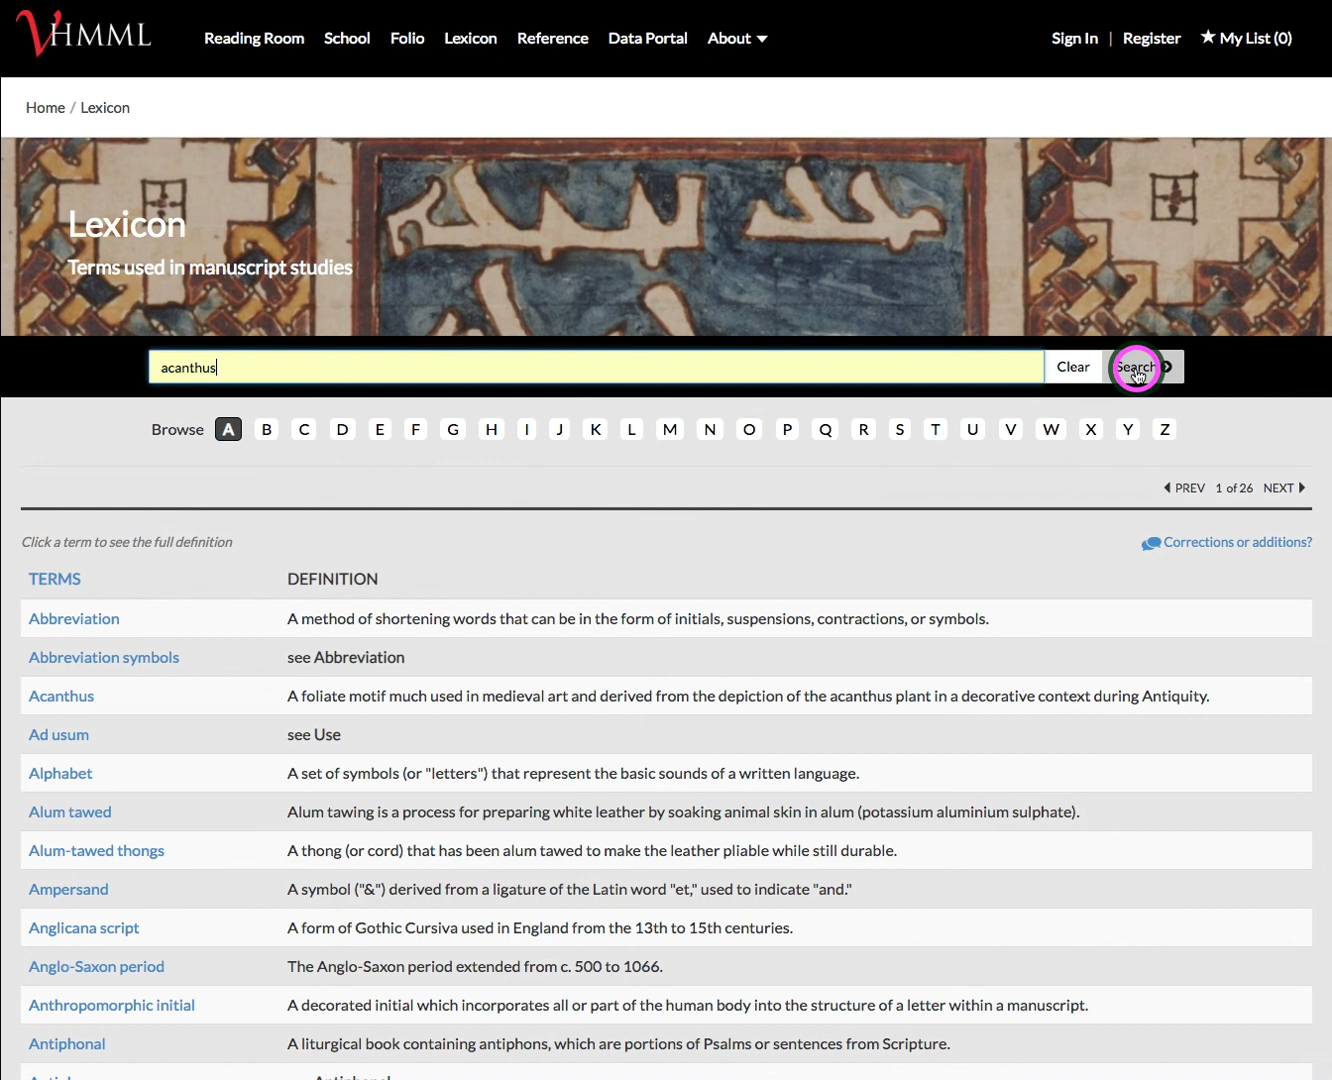 VHMML
Reading Room School Folio Lexicon Reference Data Portal About
Sign In | Register ★ My List (0)
Home / Lexicon
Lexicon
Terms used in manuscript studies
acanthus Clear Search
Browse A B C D E F G H I J K L M N O P Q R S T U V W X Y Z
PREV 1 of 26 NEXT
Click a term to see the full definition Corrections or additions?
TERMS DEFINITION
Abbreviation A method of shortening words that can be in the form of initials, suspensions, contractions, or symbols.
Abbreviation symbols see Abbreviation
Acanthus A foliate motif much used in medieval art and derived from the depiction of the acanthus plant in a decorative context during Antiquity.
Ad usum see Use
Alphabet A set of symbols (or "letters") that represent the basic sounds of a written language.
Alum tawed Alum tawing is a process for preparing white leather by soaking animal skin in alum (potassium aluminium sulphate).
Alum-tawed thongs A thong (or cord) that has been alum tawed to make the leather pliable while still durable.
Ampersand A symbol ("&") derived from a ligature of the Latin word "et," used to indicate "and."
Anglicana script A form of Gothic Cursiva used in England from the 13th to 15th centuries.
Anglo-Saxon period The Anglo-Saxon period extended from c. 500 to 1066.
Anthropomorphic initial A decorated initial which incorporates all or part of the human body into the structure of a letter within a manuscript.
Antiphonal A liturgical book containing antiphons, which are portions of Psalms or sentences from Scripture.